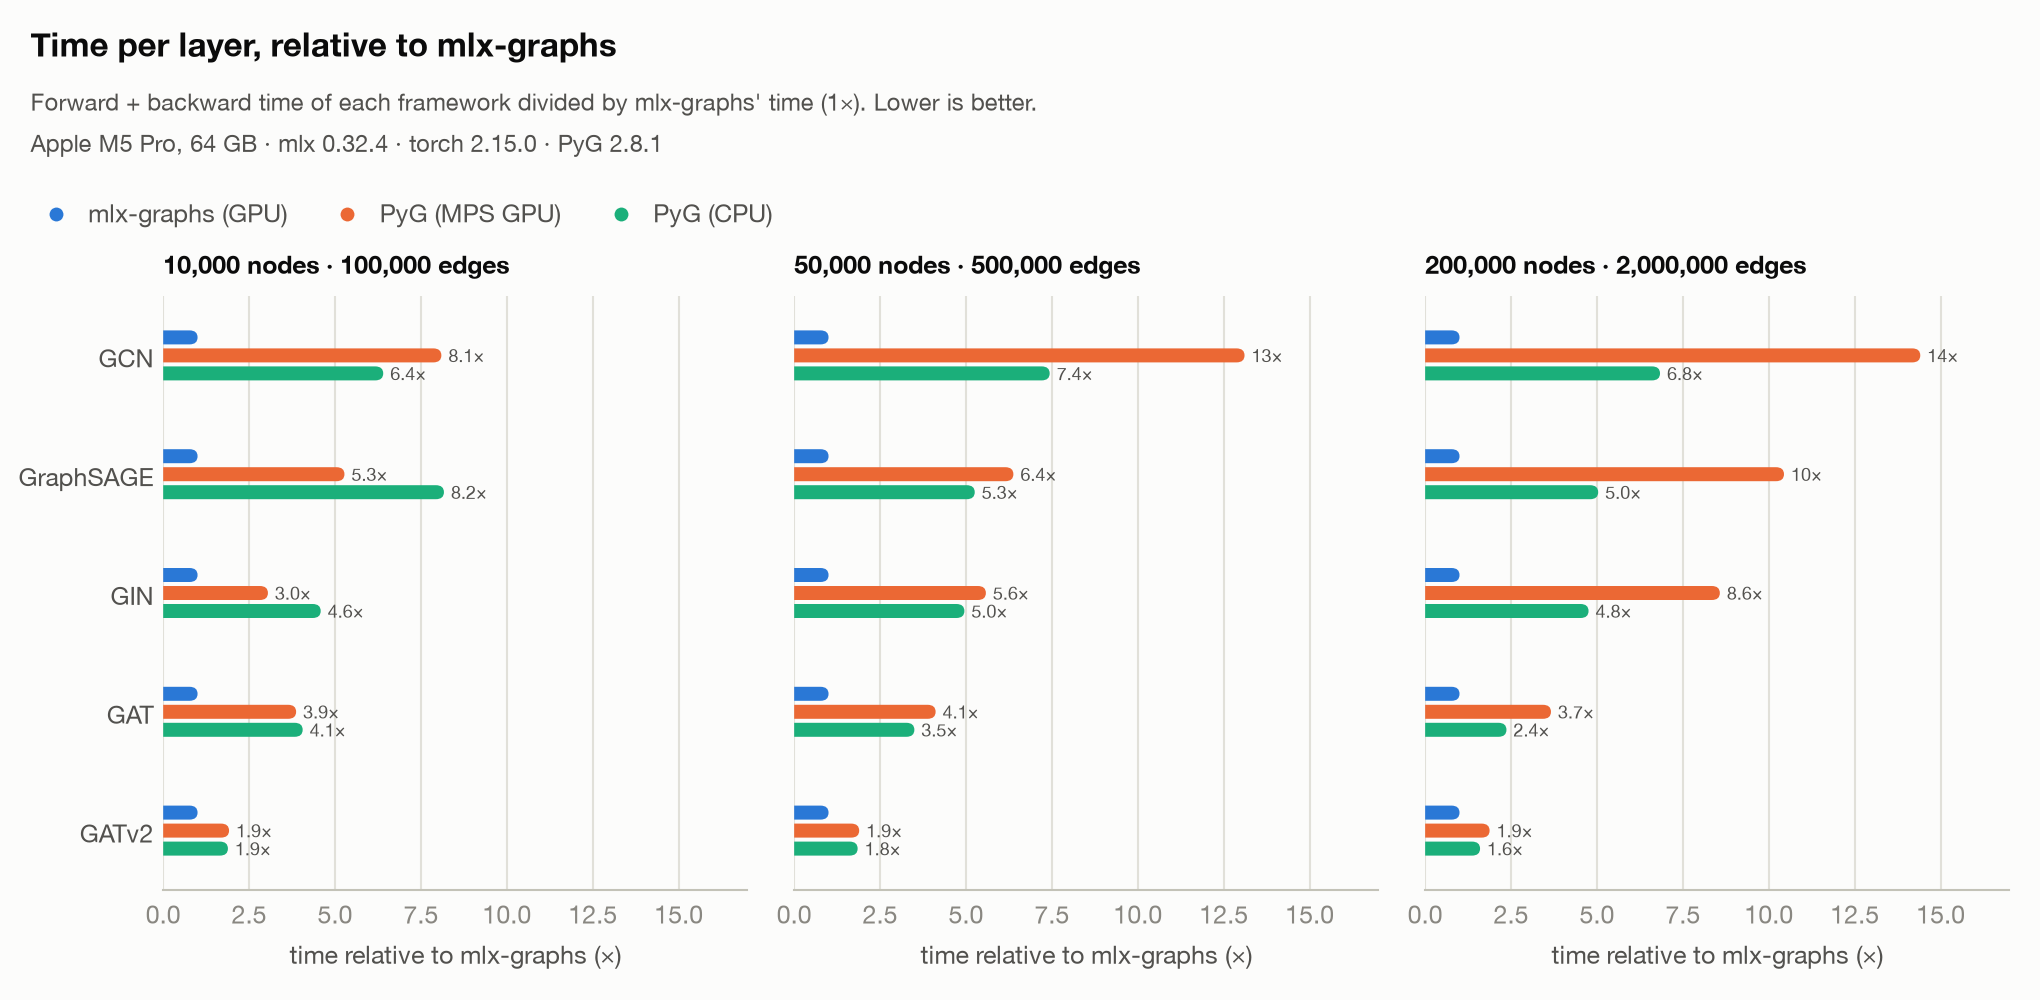 Time per layer, relative to mlx-graphs
Forward + backward time of each framework divided by mlx-graphs' time (1×). Lower is better.
Apple M5 Pro, 64 GB · mlx 0.32.4 · torch 2.15.0 · PyG 2.8.1
mlx-graphs (GPU) PyG (MPS GPU) PyG (CPU)
10,000 nodes · 100,000 edges
GCN
8.1×
6.4×
GraphSAGE
5.3×
8.2×
GIN
3.0×
4.6×
GAT
3.9×
4.1×
GATv2
1.9×
1.9×
0.0 2.5 5.0 7.5 10.0 12.5 15.0
time relative to mlx-graphs (×)
50,000 nodes · 500,000 edges
13×
7.4×
6.4×
5.3×
5.6×
5.0×
4.1×
3.5×
1.9×
1.8×
0.0 2.5 5.0 7.5 10.0 12.5 15.0
time relative to mlx-graphs (×)
200,000 nodes · 2,000,000 edges
14×
6.8×
10×
5.0×
8.6×
4.8×
3.7×
2.4×
1.9×
1.6×
0.0 2.5 5.0 7.5 10.0 12.5 15.0
time relative to mlx-graphs (×)